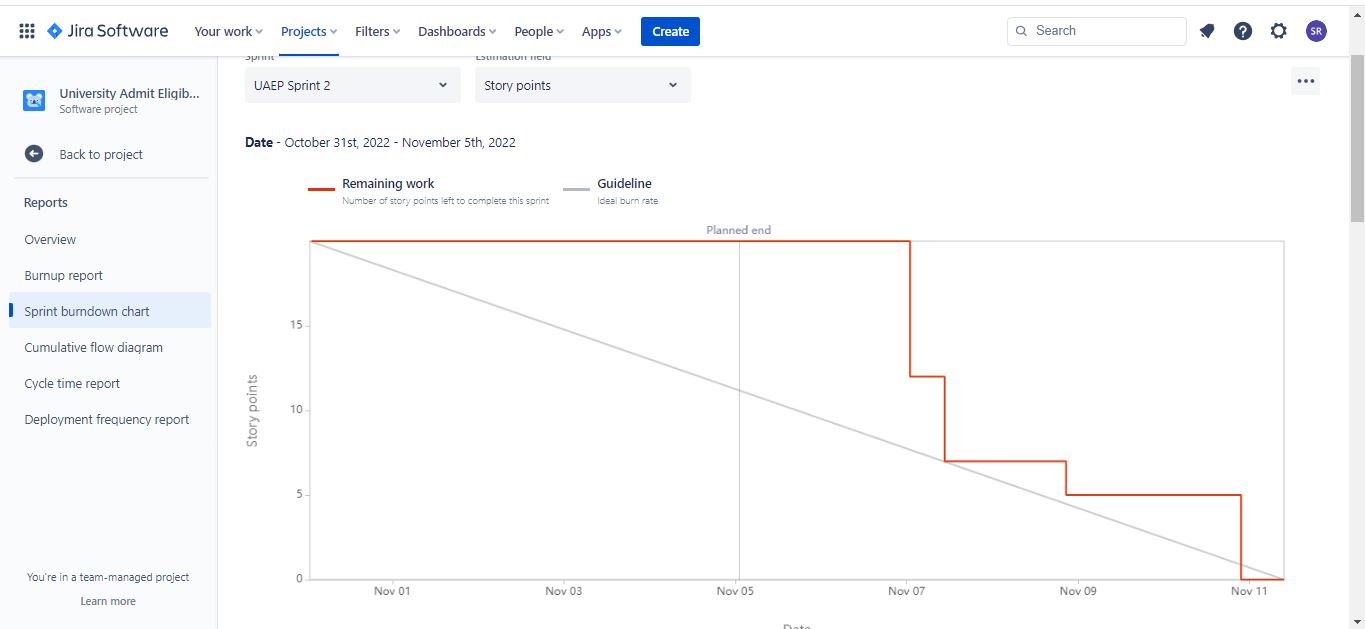 Jira Software
Your work Projects Filters Dashboards People Apps Create
Search
SR
University Admit Eligib...
Software project
Back to project
Reports
Overview
Burnup report
Sprint burndown chart
Cumulative flow diagram
Cycle time report
Deployment frequency report
You're in a team-managed project
Learn more
Sprint Estimation field
UAEP Sprint 2 Story points
Date - October 31st, 2022 - November 5th, 2022
Remaining work
Number of story points left to complete this sprint
Guideline
Ideal burn rate
Planned end
Story points
15
10
5
0
Nov 01 Nov 03 Nov 05 Nov 07 Nov 09 Nov 11
Date